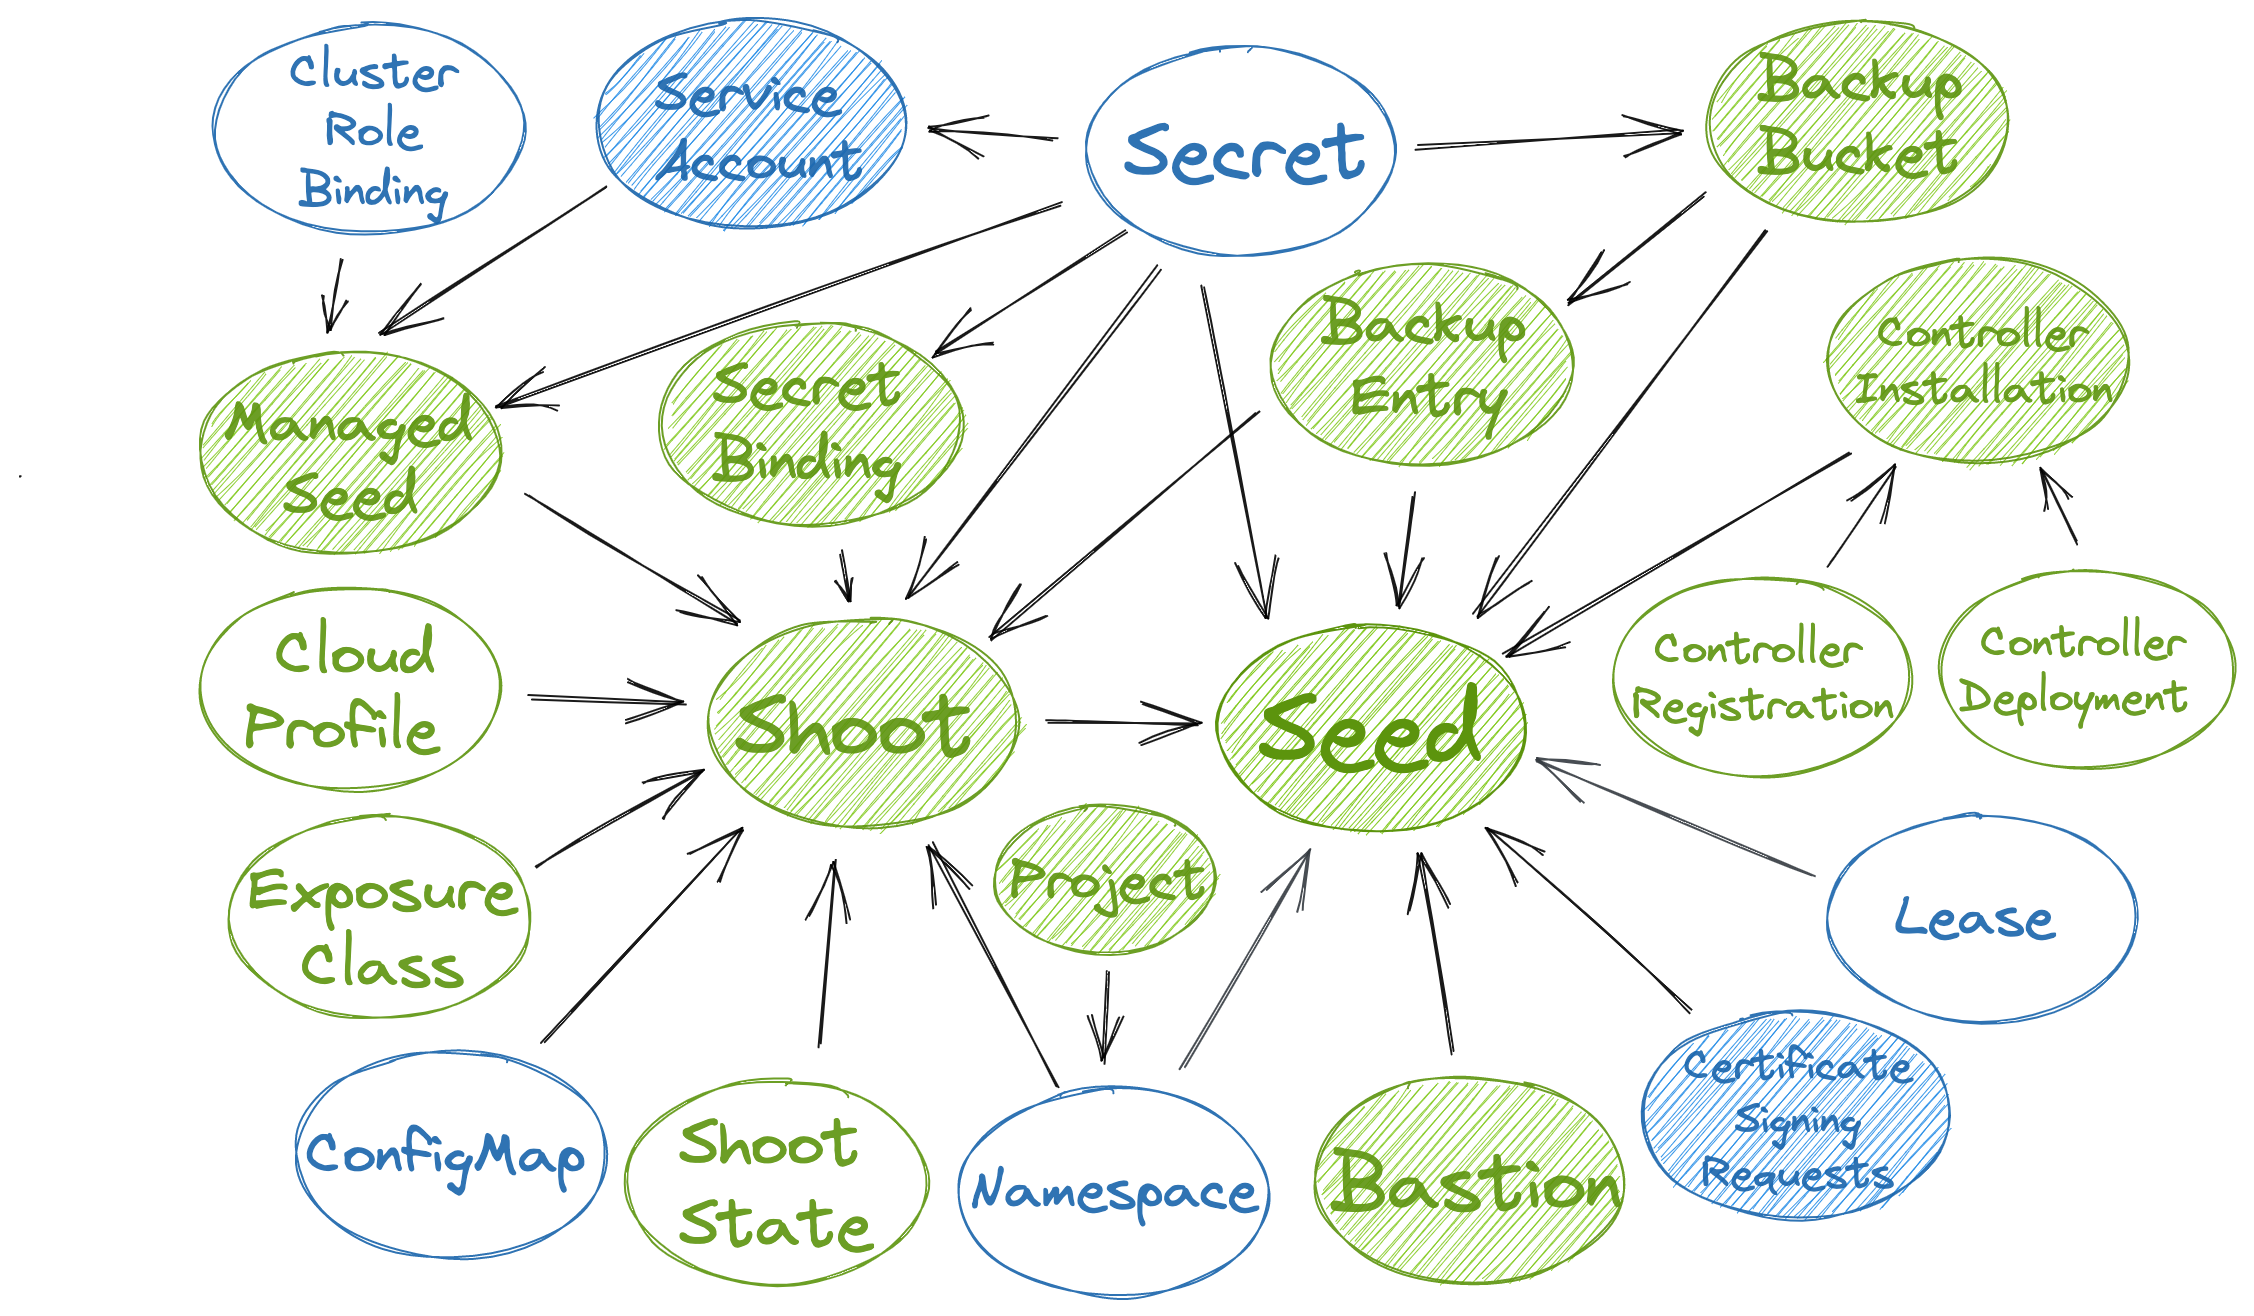 Cluster
Role
Binding
Service
Account
Secret
Backup
Bucket
Managed
Seed
Secret
Binding
Backup
Entry
Controller
Installation
Cloud
Profile
Shoot
Seed
Controller
Registration
Controller
Deployment
Exposure
Class
Project
Lease
ConfigMap
Shoot
State
Namespace
Bastion
Certificate
Signing
Requests